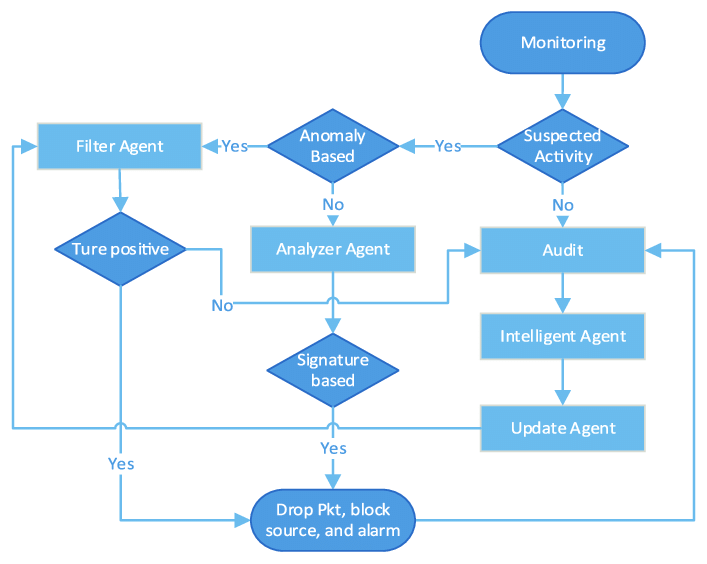 Monitoring
Suspected
Activity
Yes
Anomaly
Based
Yes
Filter Agent
No
No
Ture positive
Analyzer Agent
Audit
No
Intelligent Agent
Signature
based
Update Agent
Yes
Yes
Drop Pkt, block
source, and alarm